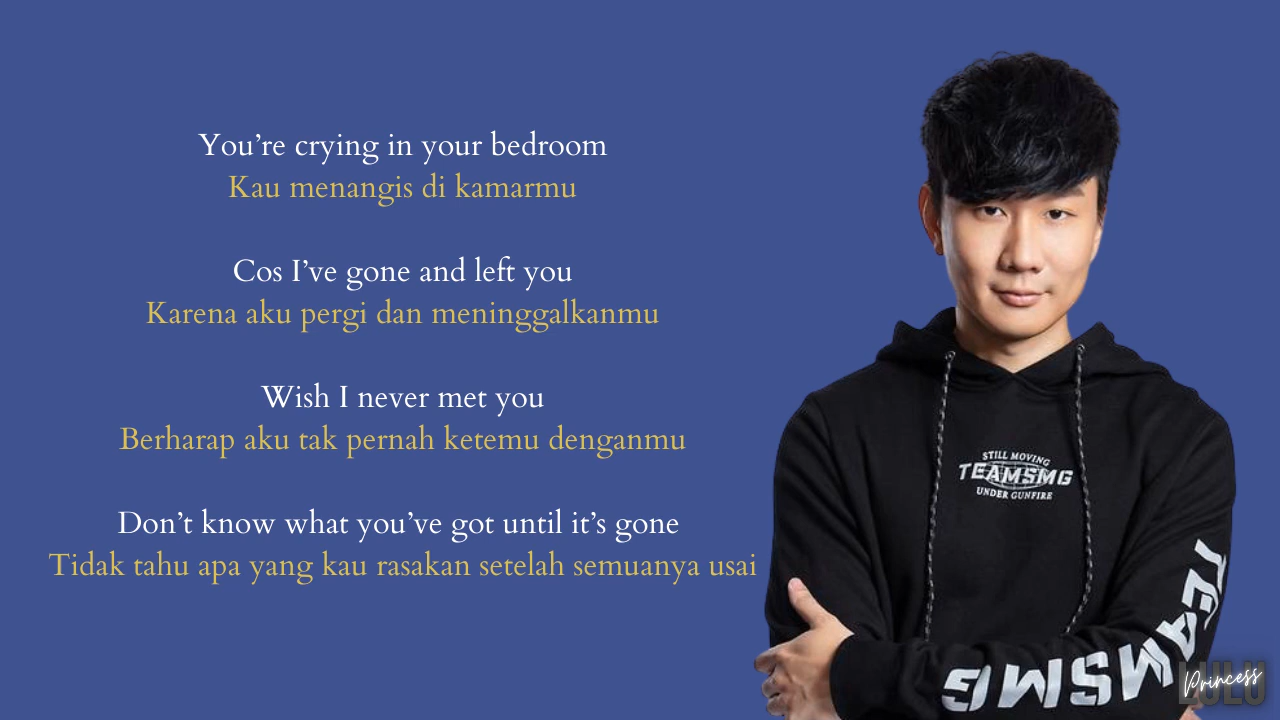 You're crying in your bedroom
Kau menangis di kamarmu
Cos I've gone and left you
Karena aku pergi dan meninggalkanmu
Wish I never met you
Berharap aku tak pernah ketemu denganmu
Don't know what you've got until it's gone
Tidak tahu apa yang kau rasakan setelah semuanya usai
STILL MOVING
TEAMSMG
UNDER GUNFIRE
TEAMSMG
LULU
Princess